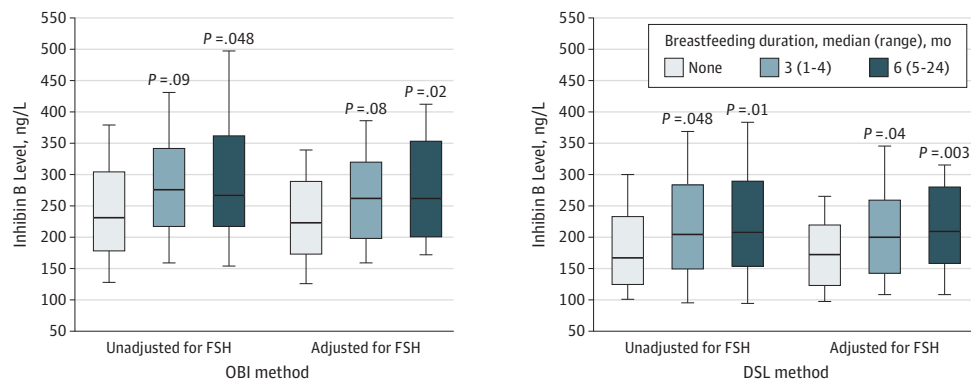 Inhibin B Level, ng/L
550
500
450
400
350
300
250
200
150
100
50
P =.09
P =.048
P =.08
P =.02
Unadjusted for FSH
Adjusted for FSH
OBI method
Inhibin B Level, ng/L
550
500
450
400
350
300
250
200
150
100
50
Breastfeeding duration, median (range), mo
None 3 (1-4) 6 (5-24)
P =.048
P =.01
P =.04
P =.003
Unadjusted for FSH
Adjusted for FSH
DSL method